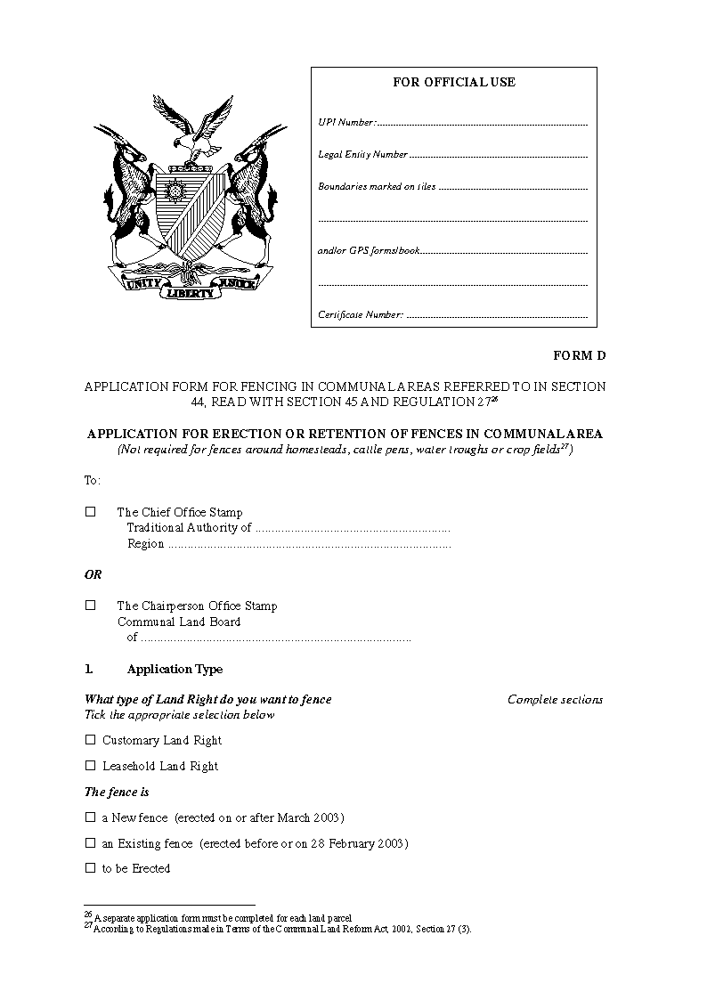 UNITY LIBERTY JUSTICE
FOR OFFICIAL USE
UPI Number:................................................................................
Legal Entity Number....................................................................
Boundaries marked on tiles .........................................................
......................................................................................................
and/or GPS forms/book................................................................
......................................................................................................
Certificate Number: .....................................................................
FORM D
APPLICATION FORM FOR FENCING IN COMMUNAL AREAS REFERRED TO IN SECTION
44, READ WITH SECTION 45 AND REGULATION 27²⁶
APPLICATION FOR ERECTION OR RETENTION OF FENCES IN COMMUNAL AREA
(Not required for fences around homesteads, cattle pens, water troughs or crop fields²⁷)
To:
☐ The Chief Office Stamp
Traditional Authority of ............................................................
Region .......................................................................................
OR
☐ The Chairperson Office Stamp
Communal Land Board
of ...................................................................................
1. Application Type
What type of Land Right do you want to fence Complete sections
Tick the appropriate selection below
☐ Customary Land Right
☐ Leasehold Land Right
The fence is
☐ a New fence (erected on or after March 2003)
☐ an Existing fence (erected before or on 28 February 2003)
☐ to be Erected
²⁶ A separate application form must be completed for each land parcel
²⁷ According to Regulations made in Terms of the Communal Land Reform Act, 2002, Section 27 (3).